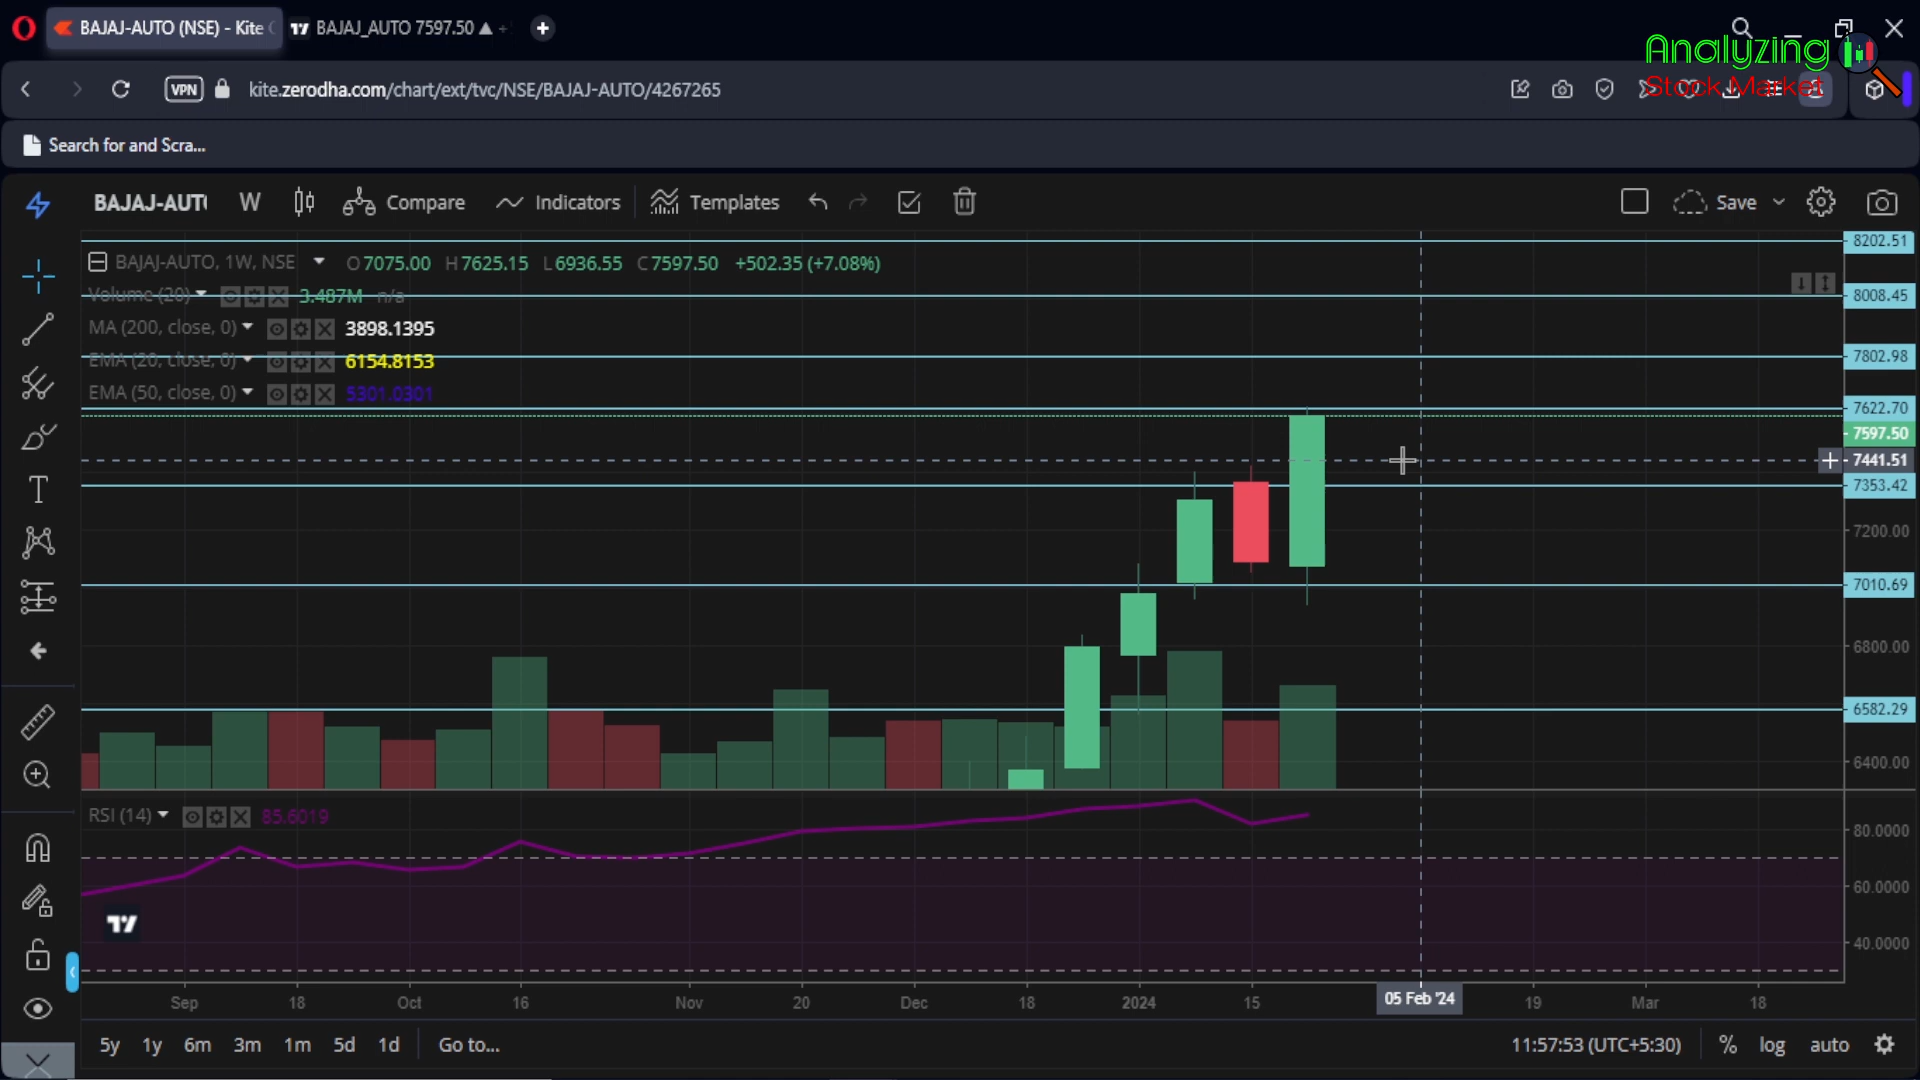 BAJAJ-AUTO (NSE) - Kite
BAJAJ_AUTO 7597.50 ▲ +
Analyzing
Stock Market
VPN
kite.zerodha.com/chart/ext/tvc/NSE/BAJAJ-AUTO/4267265
Search for and Scra...
BAJAJ-AUT
W
Compare
Indicators
Templates
Save
BAJAJ-AUTO, 1W, NSE
O7075.00 H7625.15 L6936.55 C7597.50 +502.35 (+7.08%)
Volume (20) 3.487M n/a
MA (200, close, 0) 3898.1395
EMA (20, close, 0) 6154.8153
EMA (50, close, 0) 5301.0301
8202.51
8008.45
7802.98
7622.70
7597.50
7441.51
7353.42
7200.00
7010.69
6800.00
6582.29
6400.00
RSI (14) 85.6019
80.0000
60.0000
40.0000
Sep 18 Oct 16 Nov 20 Dec 18 2024 15 05 Feb '24 19 Mar 18
5y 1y 6m 3m 1m 5d 1d Go to...
11:57:53 (UTC+5:30) % log auto